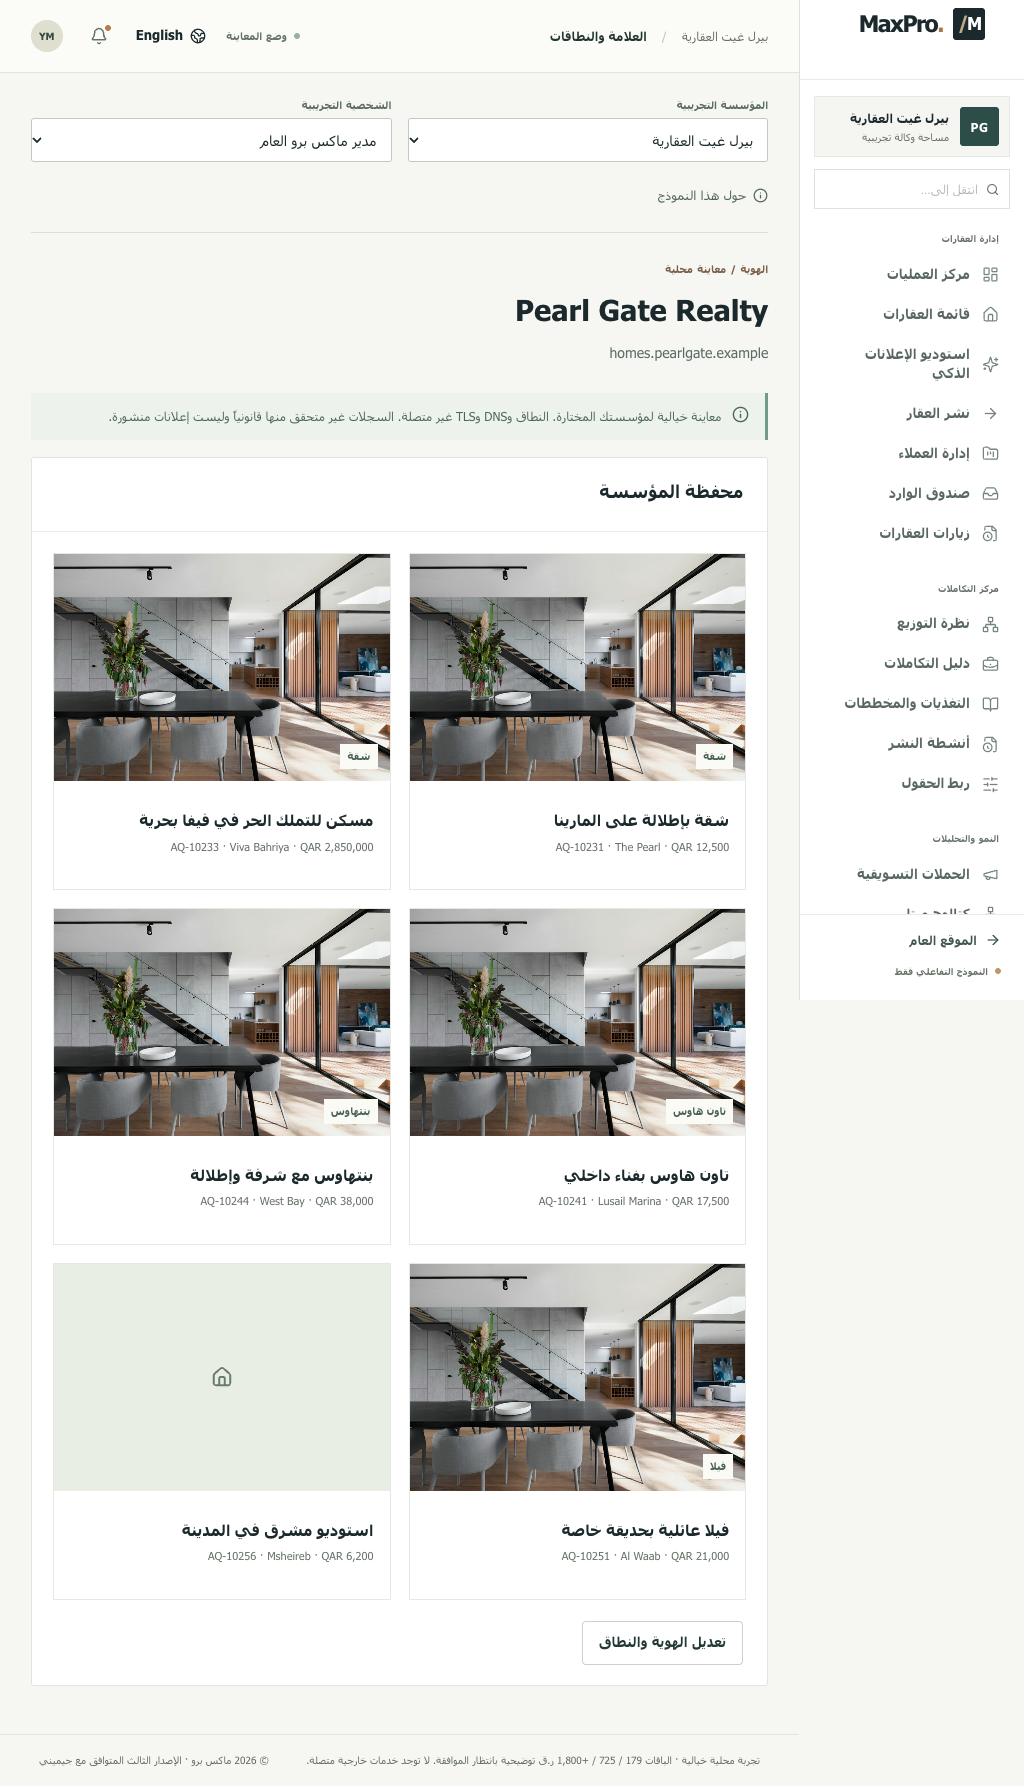 MaxPro.
/M
PG
بيرل غيت العقارية
مساحة وكالة تجريبية
انتقل إلى...
إدارة العقارات
مركز العمليات
قائمة العقارات
استوديو الإعلانات
الذكي
نشر العقار
إدارة العملاء
صندوق الوارد
زيارات العقارات
مركز التكاملات
نظرة التوزيع
دليل التكاملات
التغذيات والمخططات
أنشطة النشر
ربط الحقول
النمو والتحليلات
الحملات التسويقية
الموقع العام
النموذج التفاعلي فقط
بيرل غيت العقارية / العلامة والنطاقات
وضع المعاينة
English
YM
المؤسسة التجريبية
بيرل غيت العقارية
الشخصية التجريبية
مدير ماكس برو العام
حول هذا النموذج
الهوية / معاينة محلية
Pearl Gate Realty
homes.pearlgate.example
معاينة خيالية لمؤسستك المختارة. النطاق وDNS وTLS غير متصلة. السجلات غير متحقق منها قانونياً وليست إعلانات منشورة.
محفظة المؤسسة
شقة
شقة بإطلالة على المارينا
AQ-10231 · The Pearl · QAR 12,500
شقة
مسكن للتملك الحر في فيفا بحرية
AQ-10233 · Viva Bahriya · QAR 2,850,000
تاون هاوس
تاون هاوس بفناء داخلي
AQ-10241 · Lusail Marina · QAR 17,500
بنتهاوس
بنتهاوس مع شرفة وإطلالة
AQ-10244 · West Bay · QAR 38,000
فيلا
فيلا عائلية بحديقة خاصة
AQ-10251 · Al Waab · QAR 21,000
استوديو مشرق في المدينة
AQ-10256 · Msheireb · QAR 6,200
تعديل الهوية والنطاق
تجربة محلية خيالية · الباقات 179 / 725 / +1,800 ر.ق توضيحية بانتظار الموافقة. لا توجد خدمات خارجية متصلة.
© 2026 ماكس برو · الإصدار الثالث المتوافق مع جيميني